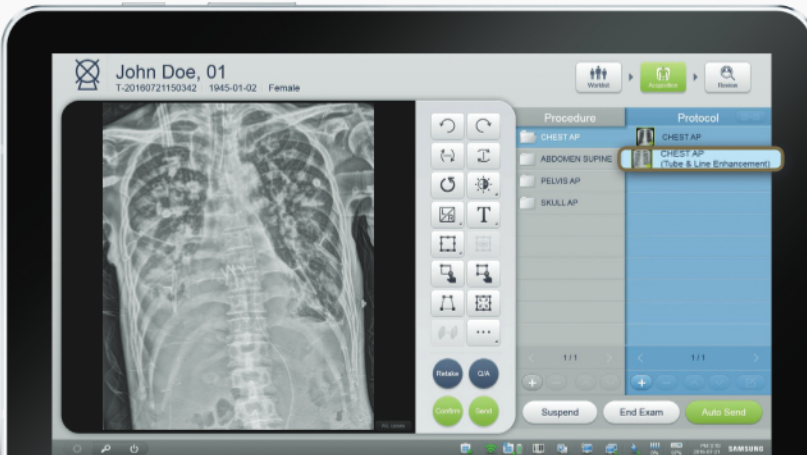 John Doe, 01
T-20160721150342 1945-01-02 Female
Worklist
Acquisition
Review
Procedure
Protocol
CHEST AP
ABDOMEN SUPINE
PELVIS AP
SKULL AP
CHEST AP
CHEST AP
(Tube & Line Enhancement)
T
1/1
1/1
Retake
Q/A
Confirm
Send
Suspend
End Exam
Auto Send
SAMSUNG